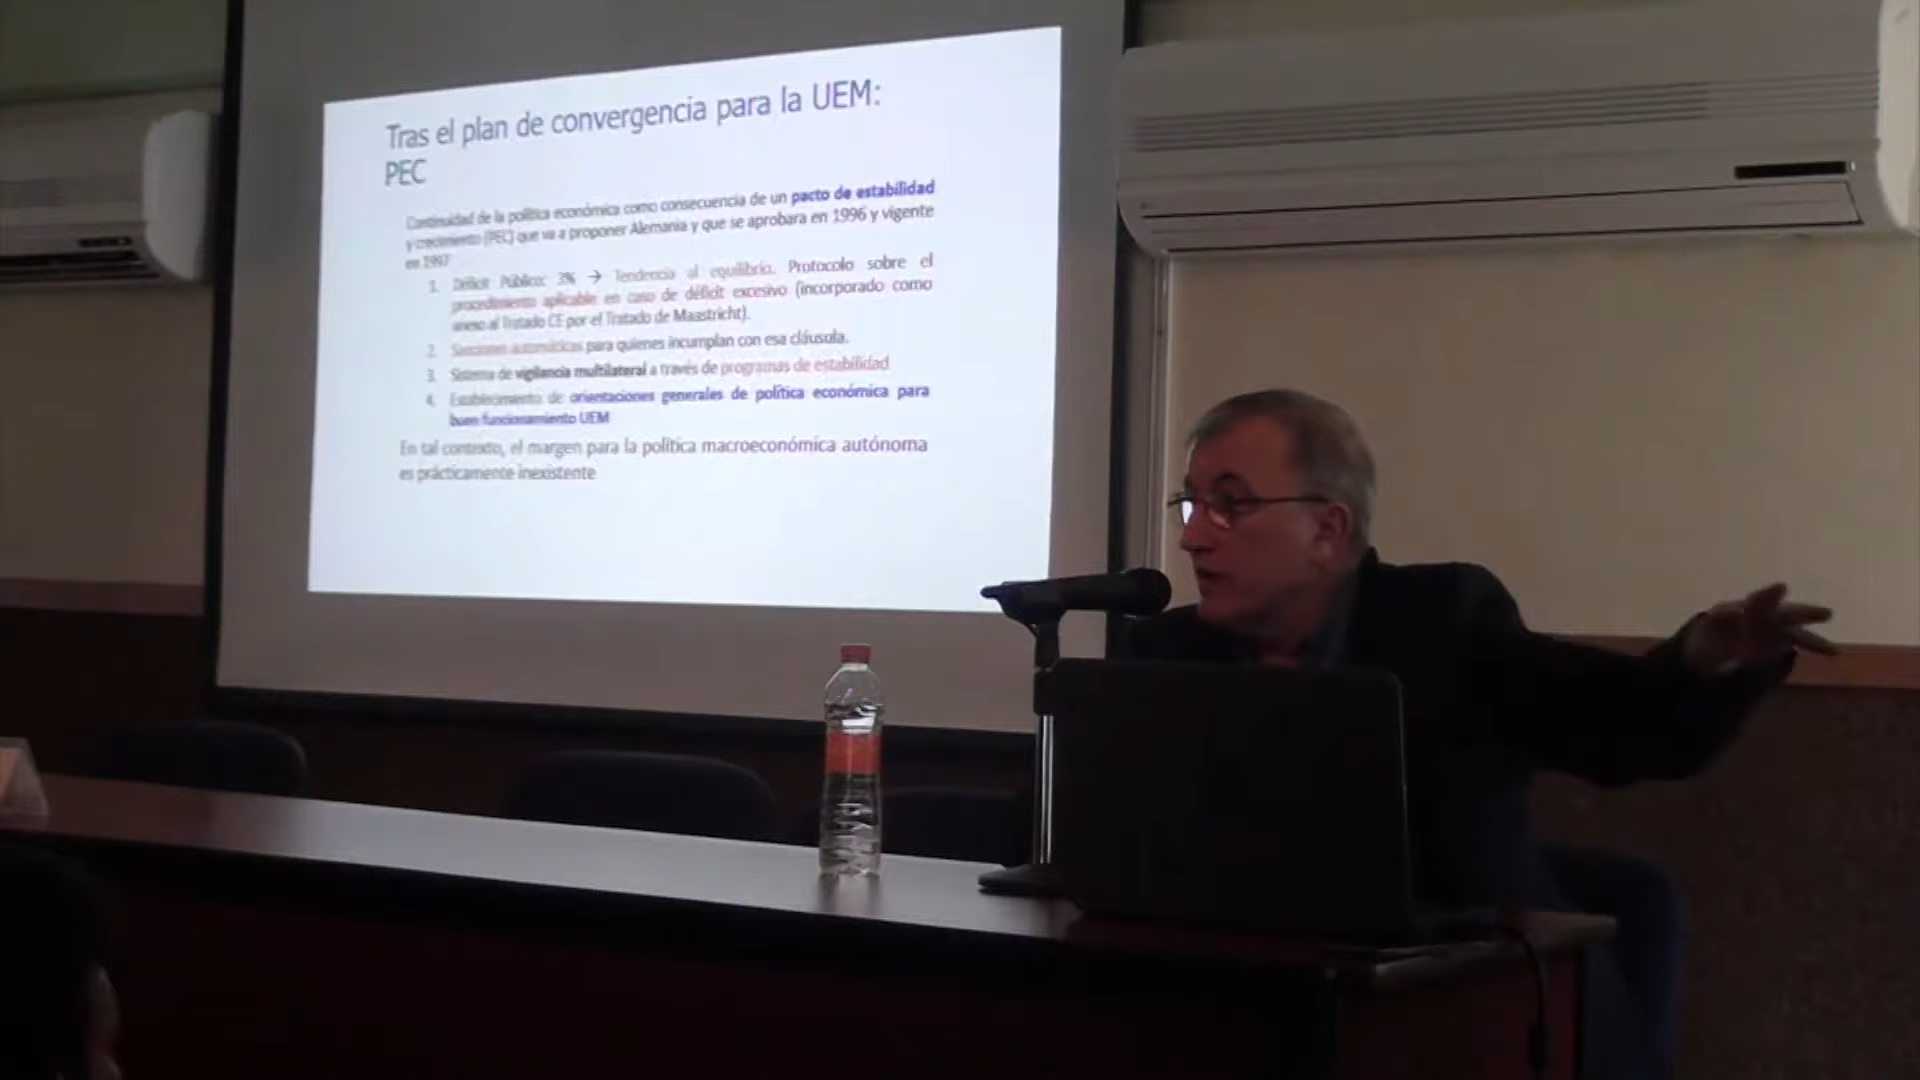 Tras el plan de convergencia para la UEM:
PEC
Continuidad de la política económica como consecuencia de un pacto de estabilidad
y crecimiento (PEC) que va a proponer Alemania y que se aprobara en 1996 y vigente
en 1997
1. Déficit Público: 3% → Tendencia al equilibrio. Protocolo sobre el
procedimiento aplicable en caso de déficit excesivo (incorporado como
anexo al Tratado CE por el Tratado de Maastricht).
2. Sanciones automáticas para quienes incumplan con esa cláusula.
3. Sistema de vigilancia multilateral a través de programas de estabilidad
4. Establecimiento de orientaciones generales de política económica para
buen funcionamiento UEM
En tal contexto, el margen para la política macroeconómica autónoma
es prácticamente inexistente